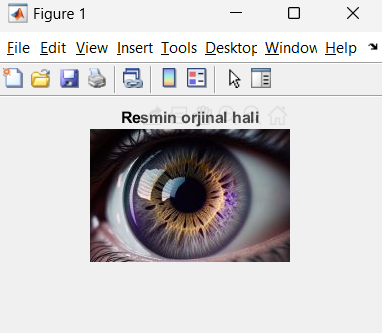 Figure 1
File Edit View Insert Tools Desktop Window Help
Resmin orjinal hali